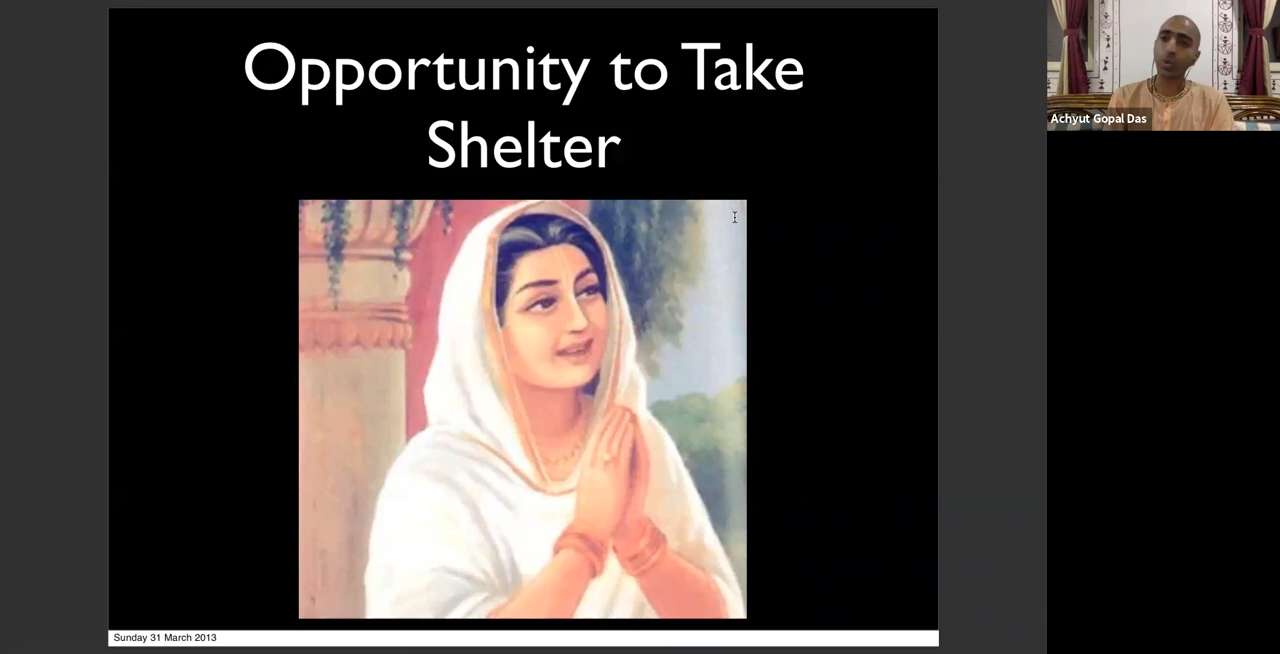 Opportunity to Take
Shelter
Achyut Gopal Das
Sunday 31 March 2013